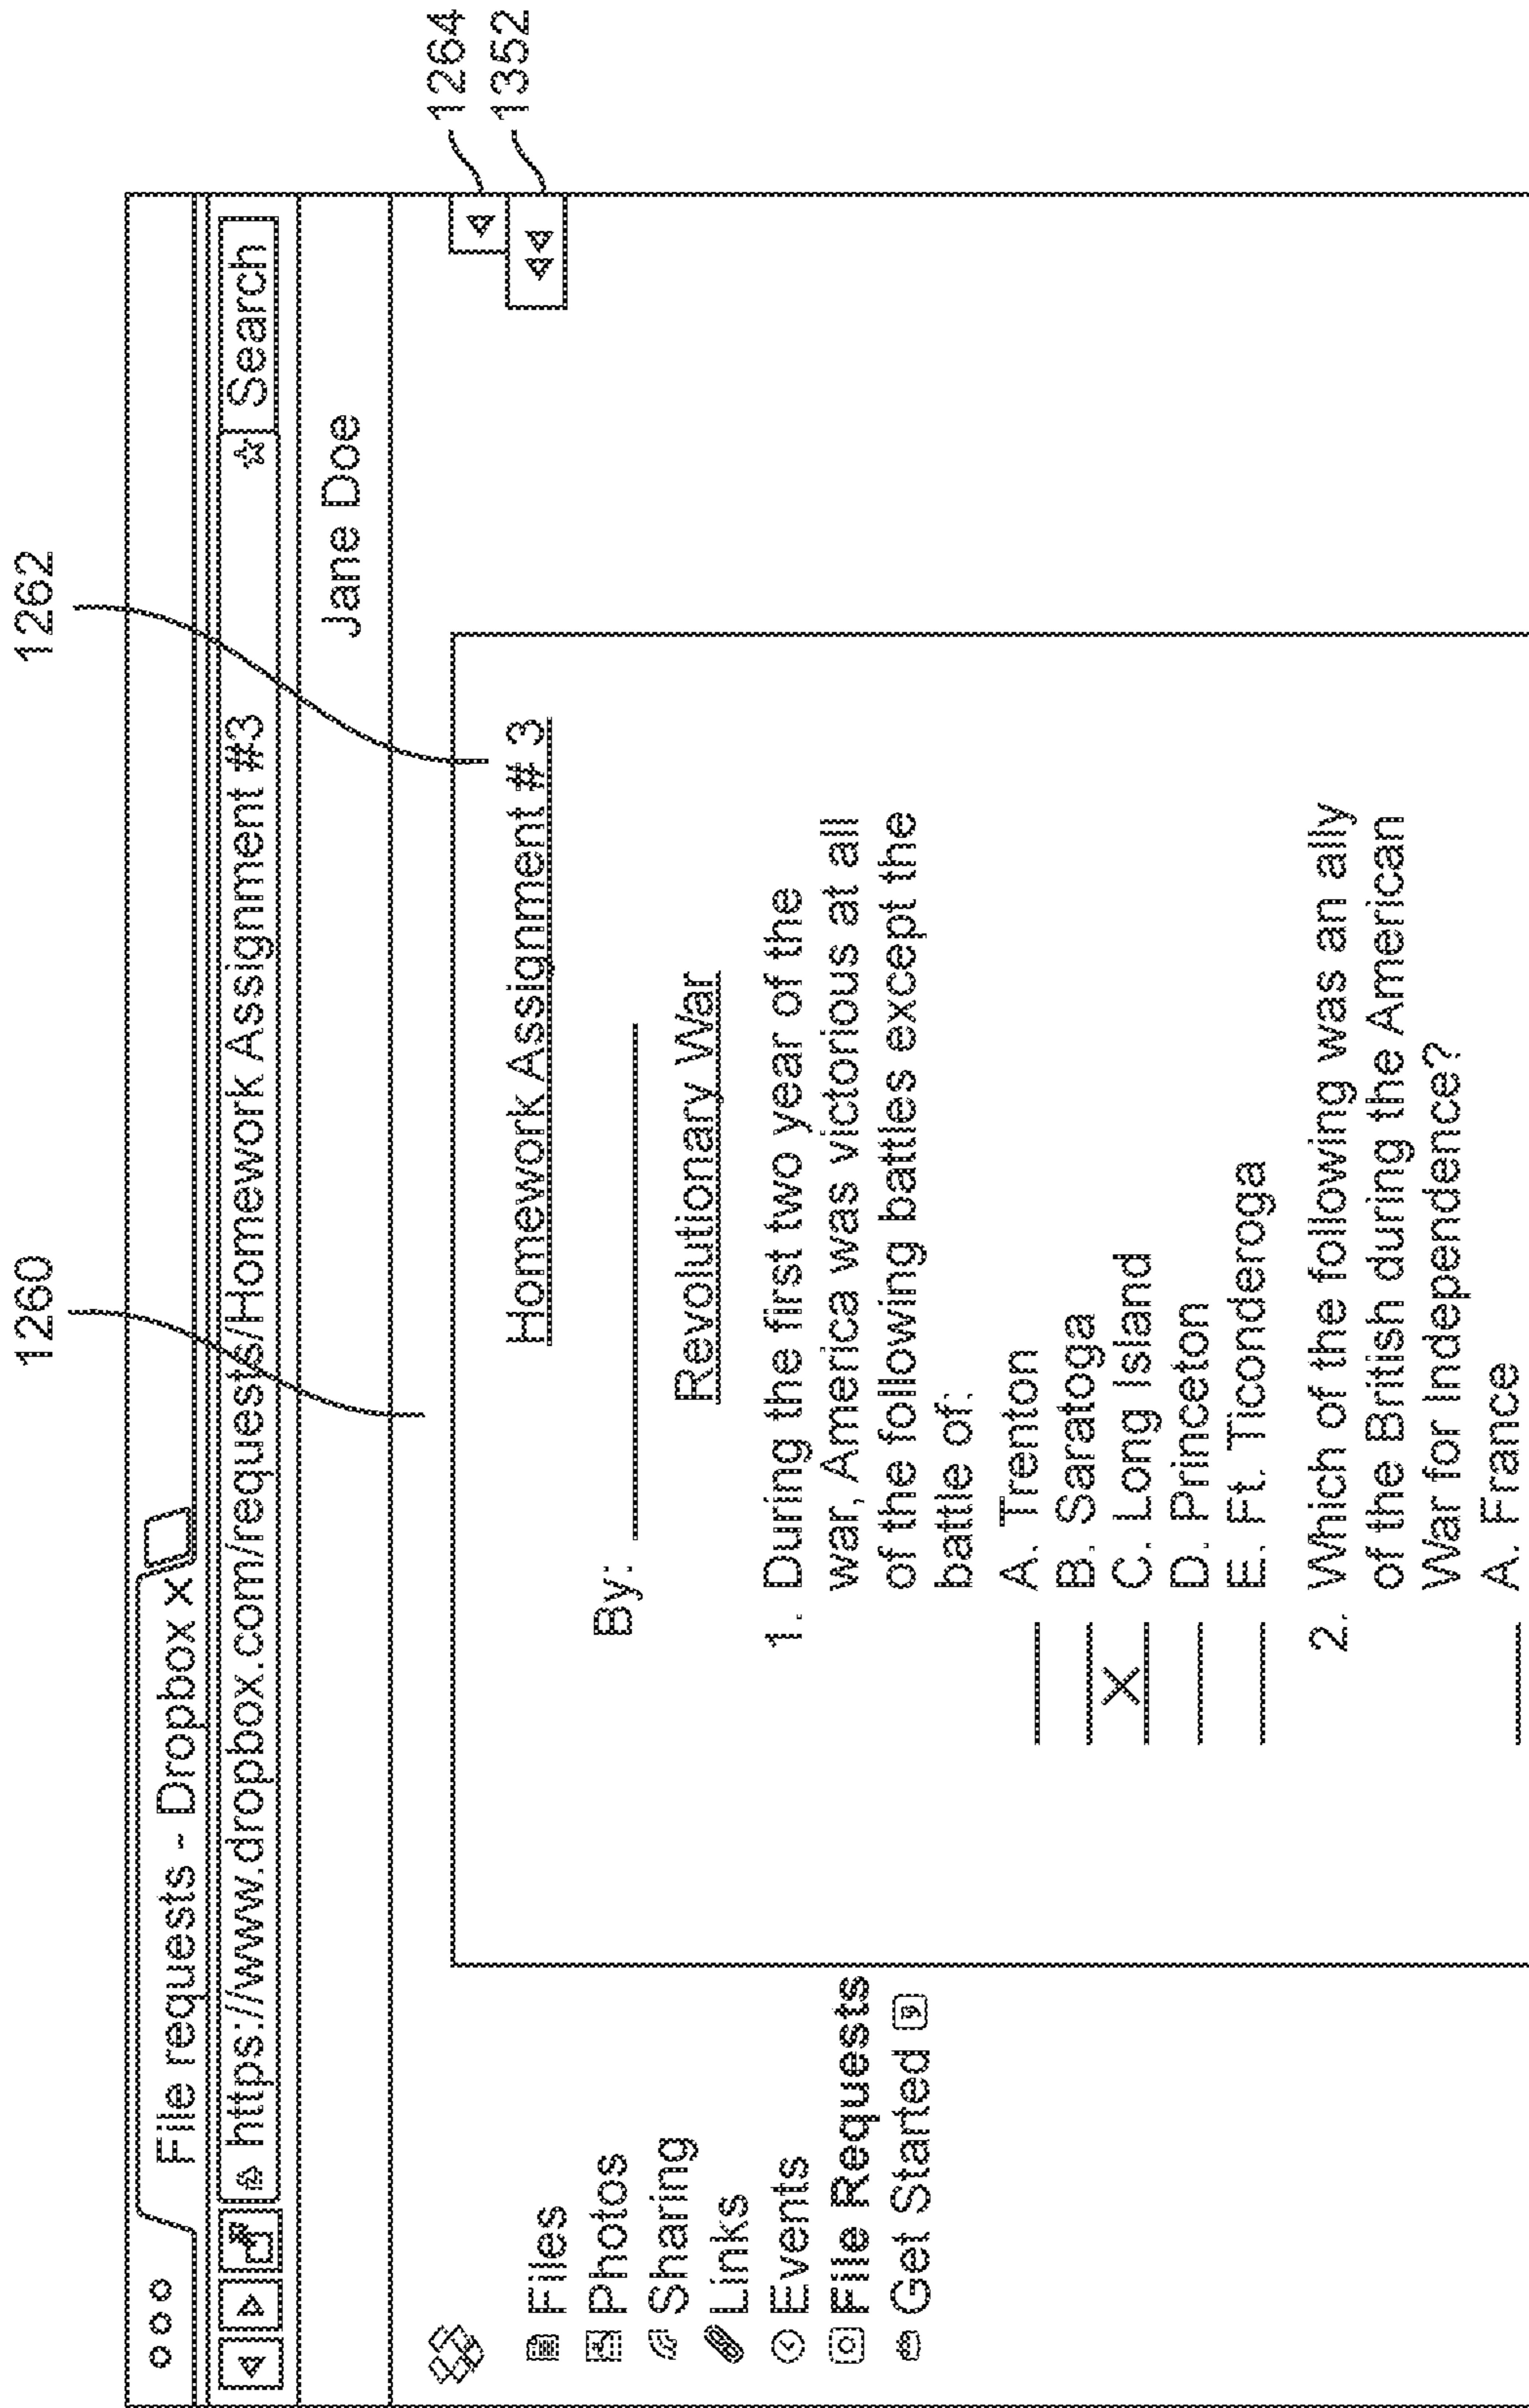 1260
1262
File requests - Dropbox x
https://www.dropbox.com/requests/Homework Assignment #3
Search
Jane Doe
1264
1352
Files
Photos
Sharing
Links
Events
File Requests
Get Started
Homework Assignment # 3
By:
Revolutionary War
1. During the first two year of the
war, America was victorious at all
of the following battles except the
battle of:
A. Trenton
B. Saratoga
X C. Long Island
D. Princeton
E. Ft. Ticonderoga
2. Which of the following was an ally
of the British during the American
War for Independence?
A. France